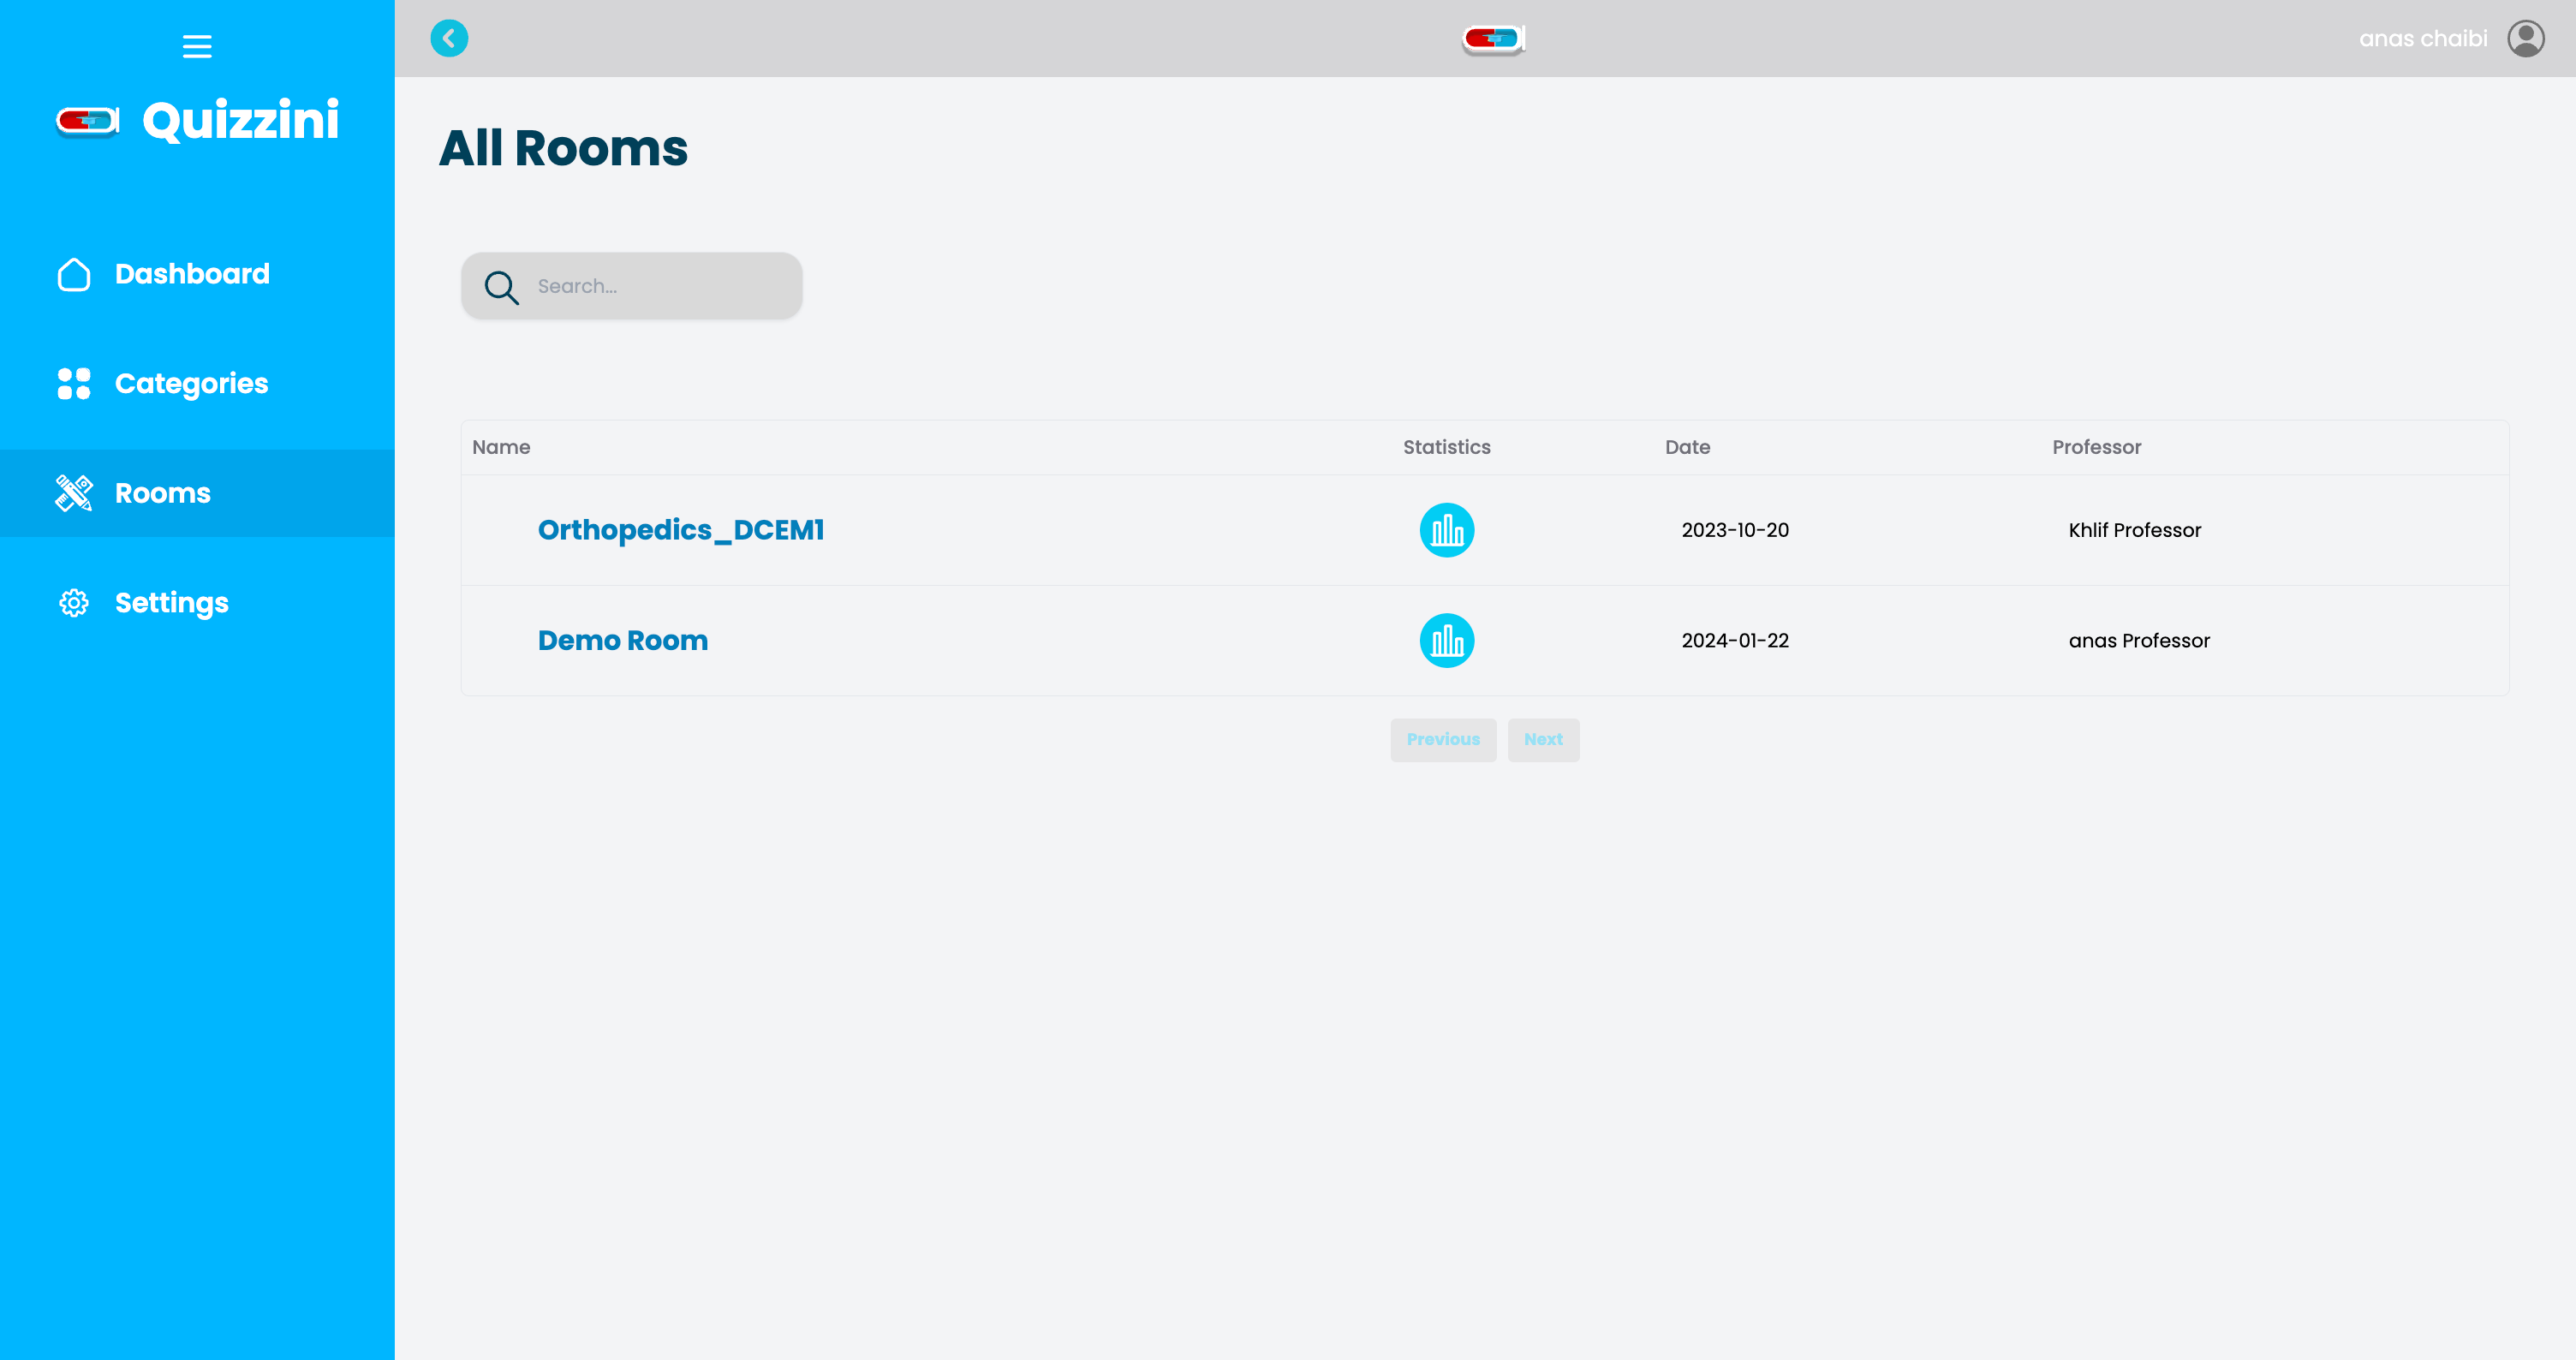 Quizzini
Dashboard
Categories
Rooms
Settings
anas chaibi
All Rooms
Search...
Name Statistics Date Professor
Orthopedics_DCEM1 2023-10-20 Khlif Professor
Demo Room 2024-01-22 anas Professor
Previous Next